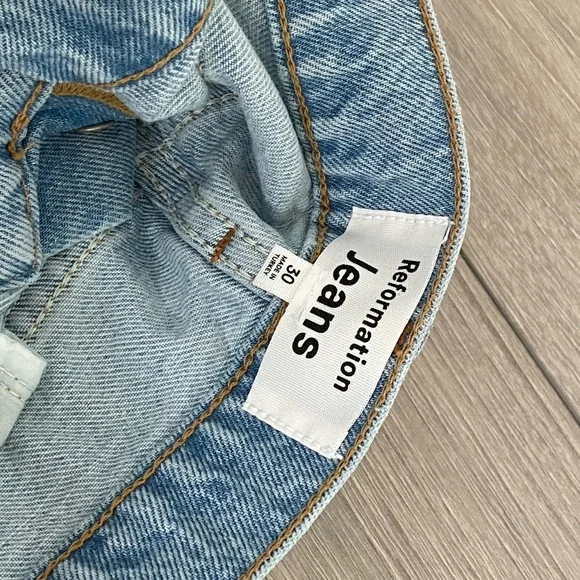 Reformation
Jeans
30
MADE IN
TURKEY